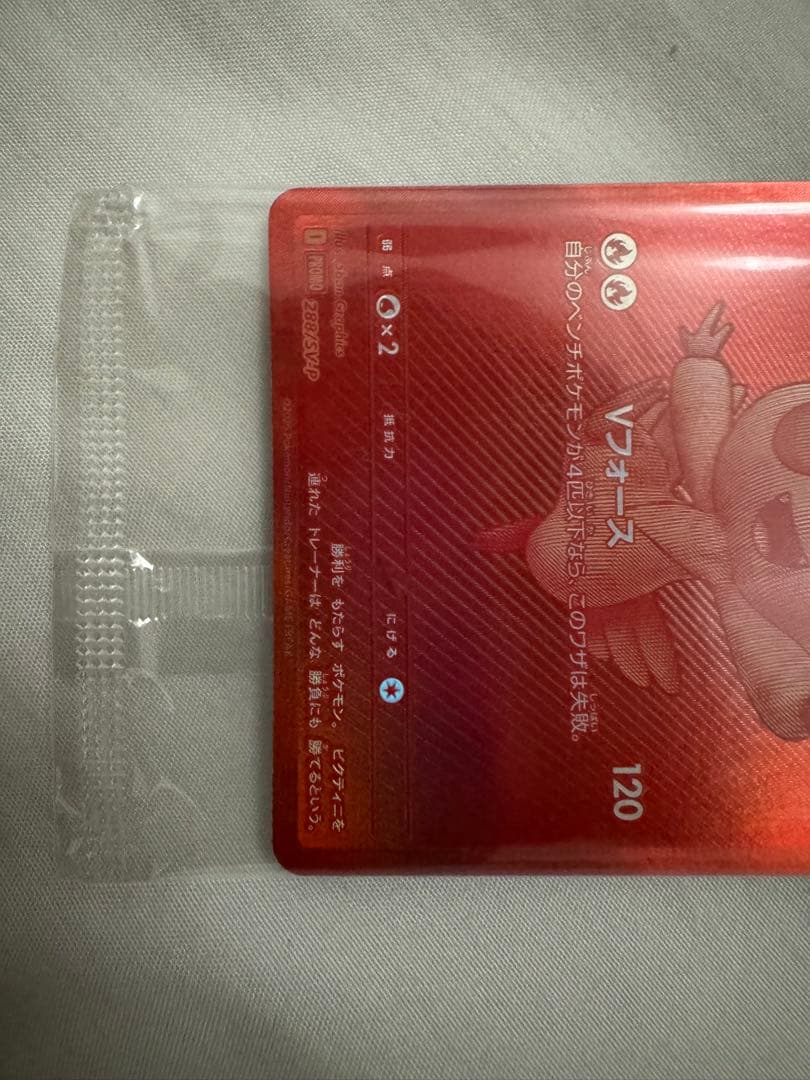 Vフォース 120
自分のベンチポケモンが4匹以下なら、このワザは失敗。
弱点 ×2 抵抗力 にげる
Graphics
PROMO 288/SV-P
勝利を もたらす ポケモン。 ビクティニを
連れた トレーナーは どんな 勝負にも 勝てるという。